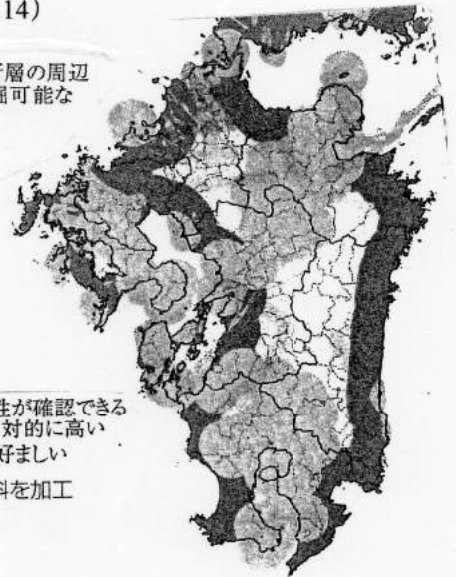 14)
層の周辺
掘可能な
性が確認できる
対的に高い
好ましい
料を加工